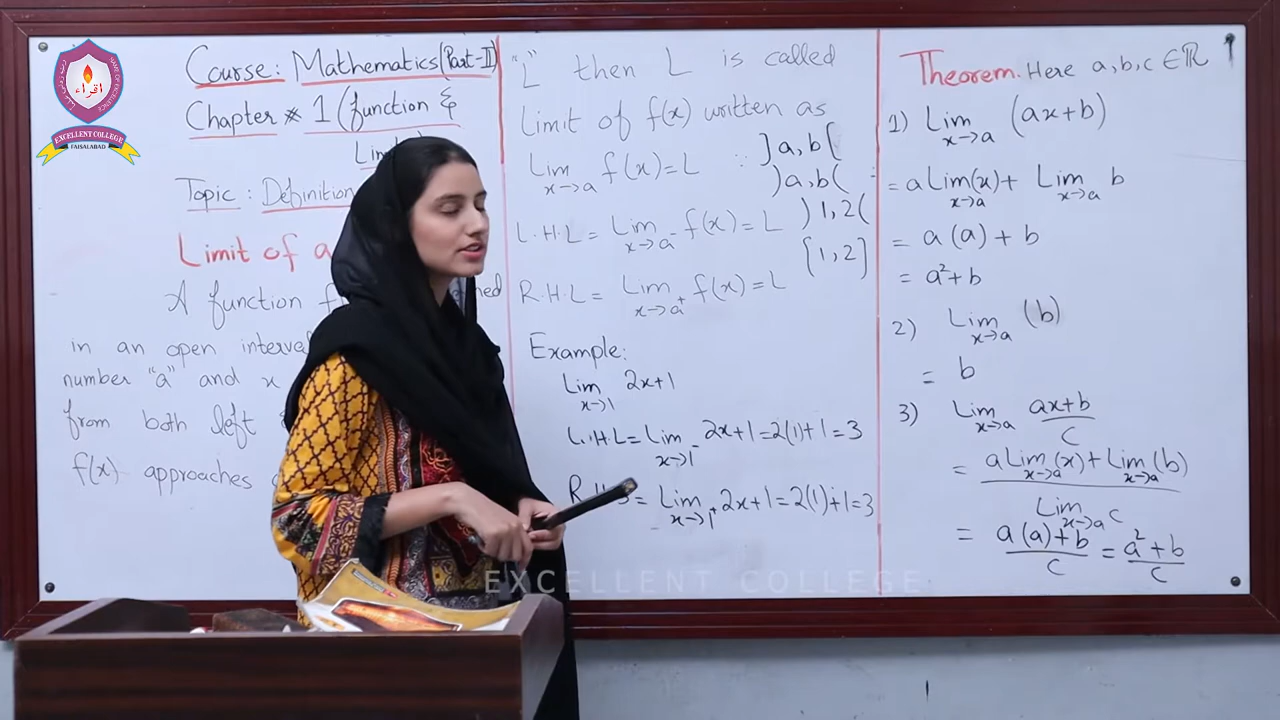 Course: Mathematics (Part-II)
Chapter * 1 (function &
Topic: Definition
Limit of a
A function f
in an open interval
number "a" and x
from both left
f(x) approaches
"L" then L is called
Limit of f(x) written as
Lim x→a f(x) = L ∵ ]a,b[
)a,b(
L.H.L = Lim x→a⁻ f(x) = L )1,2(
[1,2]
R.H.L = Lim x→a⁺ f(x) = L
Example:
Lim x→1 2x+1
L.H.L = Lim x→1⁻ 2x+1 = 2(1)+1 = 3
= Lim x→1⁺ 2x+1 = 2(1)+1 = 3
Theorem. Here a,b,c ∈ ℝ
1) Lim x→a (ax+b)
= a Lim x→a (x) + Lim x→a b
= a(a) + b
= a²+b
2) Lim x→a (b)
= b
3) Lim x→a (ax+b)/c
= (a Lim x→a (x) + Lim x→a (b)) / Lim x→a c
= (a(a)+b)/c = (a²+b)/c
اقراء
EXCELLENT COLLEGE
FAISALABAD
EXCELLENT COLLEGE